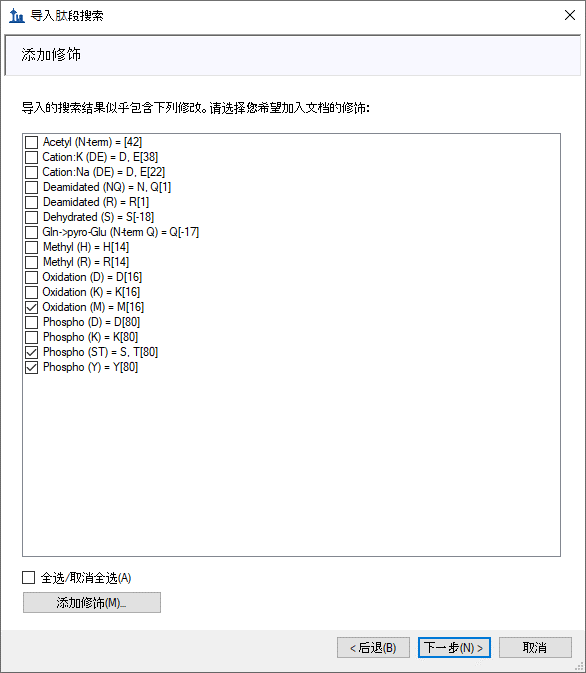 导入肽段搜索
添加修饰
导入的搜索结果似乎包含下列修改。请选择您希望加入文档的修饰:
Acetyl (N-term) = [42]
Cation:K (DE) = D, E[38]
Cation:Na (DE) = D, E[22]
Deamidated (NQ) = N, Q[1]
Deamidated (R) = R[1]
Dehydrated (S) = S[-18]
Gln->pyro-Glu (N-term Q) = Q[-17]
Methyl (H) = H[14]
Methyl (R) = R[14]
Oxidation (D) = D[16]
Oxidation (K) = K[16]
Oxidation (M) = M[16]
Phospho (D) = D[80]
Phospho (K) = K[80]
Phospho (ST) = S, T[80]
Phospho (Y) = Y[80]
全选/取消全选(A)
添加修饰(M)...
< 后退(B) 下一步(N) > 取消